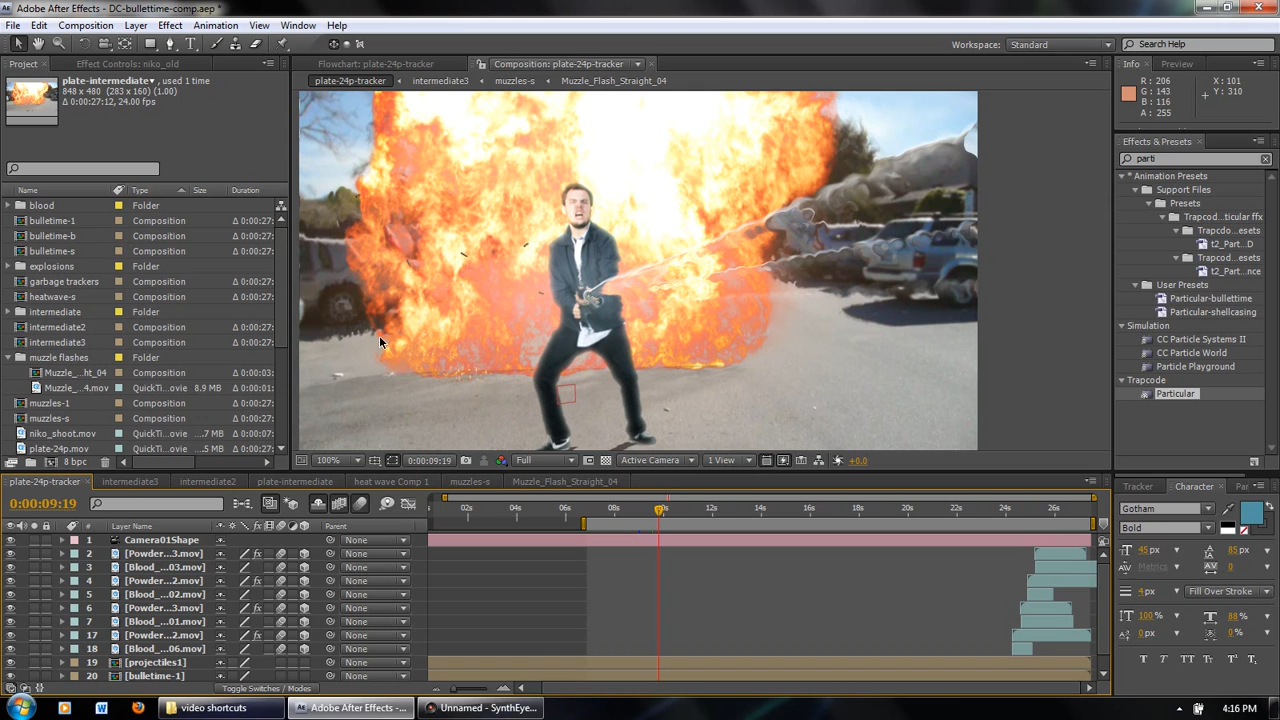 Adobe After Effects - DC-bullettime-comp.aep *
File Edit Composition Layer Effect Animation View Window Help
Workspace: Standard Search Help
Project Effect Controls: niko_old Flowchart: plate-24p-tracker Composition: plate-24p-tracker Info Preview
plate-intermediate , used 1 time
848 x 480 (283 x 160) (1.00)
Δ 0:00:27:12, 24.00 fps
plate-24p-tracker intermediate3 muzzles-s Muzzle_Flash_Straight_04
R : 206 X : 101
G : 143 Y : 310
B : 116
A : 255
Effects & Presets
parti
* Animation Presets
Support Files
Presets
Trapcod...ticular ffx
Trapcdo...esets
t2_Part...D
Trapcod...esets
t2_Part...nce
User Presets
Particular-bullettime
Particular-shellcasing
Simulation
CC Particle Systems II
CC Particle World
Particle Playground
Trapcode
Particular
Name Type Size Duration
blood Folder
bulletime-1 Composition Δ 0:00:27:
bulletime-b Composition Δ 0:00:27:
bulletime-s Composition Δ 0:00:27:
explosions Folder
garbage trackers Composition Δ 0:00:27:
heatwave-s Composition Δ 0:00:27:
intermediate Folder
intermediate2 Composition Δ 0:00:27:
intermediate3 Composition Δ 0:00:27:
muzzle flashes Folder
Muzzle_...ht_04 Composition Δ 0:00:03:
Muzzle_...4.mov QuickTi...ovie 8.9 MB Δ 0:00:01:
muzzles-1 Composition Δ 0:00:27:
muzzles-s Composition Δ 0:00:27:
niko_shoot.mov QuickTi...ovie ....7 MB Δ 0:00:07:
plate-24p.mov QuickTi...ovie ....5 MB Δ 0:00:27:
8 bpc
100% 0:00:09:19 Full Active Camera 1 View +0.0
plate-24p-tracker intermediate3 intermediate2 plate-intermediate heat wave Comp 1 muzzles-s Muzzle_Flash_Straight_04
0:00:09:19
02s 04s 06s 08s 0s 12s 14s 16s 18s 20s 22s 24s 26s
# Layer Name Parent
1 Camera01Shape None
2 [Powder...3.mov] None
3 [Blood_...03.mov] None
4 [Powder...2.mov] None
5 [Blood_...02.mov] None
6 [Powder...3.mov] None
7 [Blood_...01.mov] None
17 [Powder...2.mov] None
18 [Blood_...06.mov] None
19 [projectiles1] None
20 [bulletime-1] None
Toggle Switches / Modes
Tracker Character Par
Gotham
Bold
45 px 85 px
Metrics 0
4 px Fill Over Stroke
100 % 88 %
0 px 0 %
T T TT Tr T¹ T₁
video shortcuts Adobe After Effects -... Unnamed - SynthEye... 4:16 PM